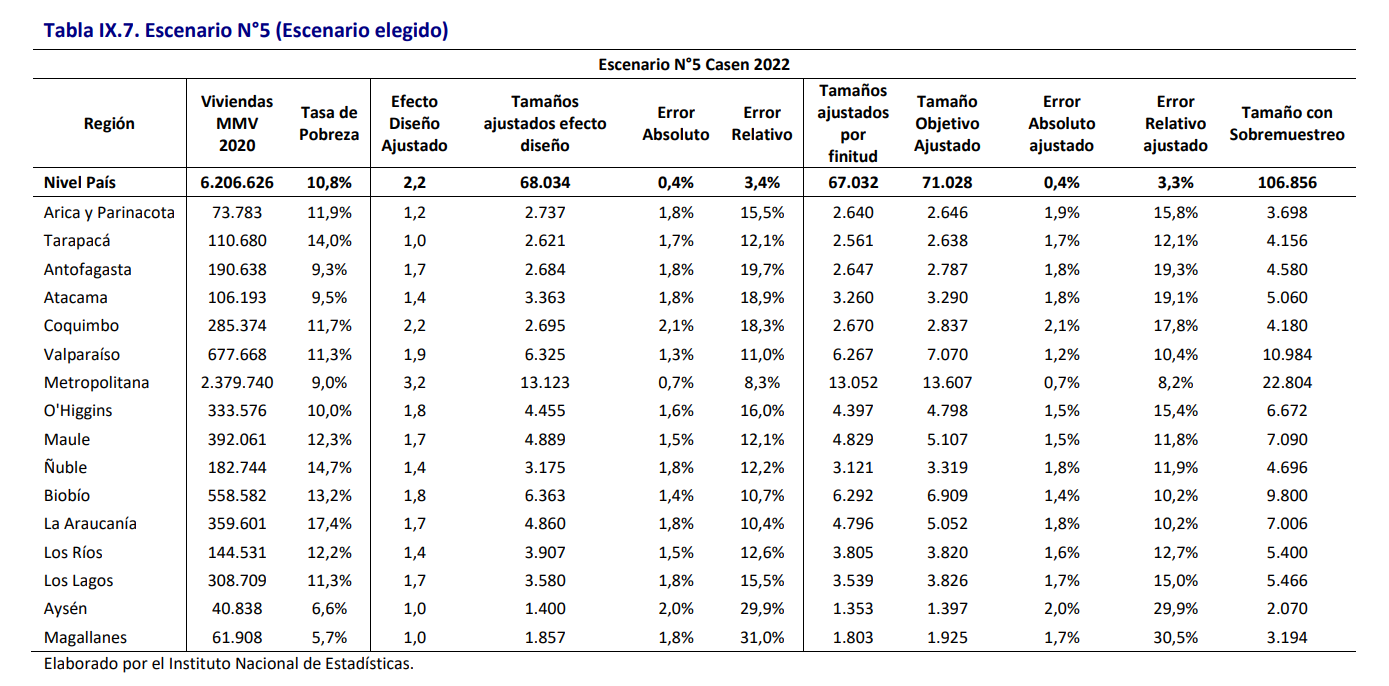 Tabla IX.7. Escenario N°5 (Escenario elegido)
Escenario N°5 Casen 2022
Región Viviendas MMV 2020 Tasa de Pobreza Efecto Diseño Ajustado Tamaños ajustados efecto diseño Error Absoluto Error Relativo Tamaños ajustados por finitud Tamaño Objetivo Ajustado Error Absoluto ajustado Error Relativo ajustado Tamaño con Sobremuestreo
Nivel País 6.206.626 10,8% 2,2 68.034 0,4% 3,4% 67.032 71.028 0,4% 3,3% 106.856
Arica y Parinacota 73.783 11,9% 1,2 2.737 1,8% 15,5% 2.640 2.646 1,9% 15,8% 3.698
Tarapacá 110.680 14,0% 1,0 2.621 1,7% 12,1% 2.561 2.638 1,7% 12,1% 4.156
Antofagasta 190.638 9,3% 1,7 2.684 1,8% 19,7% 2.647 2.787 1,8% 19,3% 4.580
Atacama 106.193 9,5% 1,4 3.363 1,8% 18,9% 3.260 3.290 1,8% 19,1% 5.060
Coquimbo 285.374 11,7% 2,2 2.695 2,1% 18,3% 2.670 2.837 2,1% 17,8% 4.180
Valparaíso 677.668 11,3% 1,9 6.325 1,3% 11,0% 6.267 7.070 1,2% 10,4% 10.984
Metropolitana 2.379.740 9,0% 3,2 13.123 0,7% 8,3% 13.052 13.607 0,7% 8,2% 22.804
O'Higgins 333.576 10,0% 1,8 4.455 1,6% 16,0% 4.397 4.798 1,5% 15,4% 6.672
Maule 392.061 12,3% 1,7 4.889 1,5% 12,1% 4.829 5.107 1,5% 11,8% 7.090
Ñuble 182.744 14,7% 1,4 3.175 1,8% 12,2% 3.121 3.319 1,8% 11,9% 4.696
Biobío 558.582 13,2% 1,8 6.363 1,4% 10,7% 6.292 6.909 1,4% 10,2% 9.800
La Araucanía 359.601 17,4% 1,7 4.860 1,8% 10,4% 4.796 5.052 1,8% 10,2% 7.006
Los Ríos 144.531 12,2% 1,4 3.907 1,5% 12,6% 3.805 3.820 1,6% 12,7% 5.400
Los Lagos 308.709 11,3% 1,7 3.580 1,8% 15,5% 3.539 3.826 1,7% 15,0% 5.466
Aysén 40.838 6,6% 1,0 1.400 2,0% 29,9% 1.353 1.397 2,0% 29,9% 2.070
Magallanes 61.908 5,7% 1,0 1.857 1,8% 31,0% 1.803 1.925 1,7% 30,5% 3.194
Elaborado por el Instituto Nacional de Estadísticas.